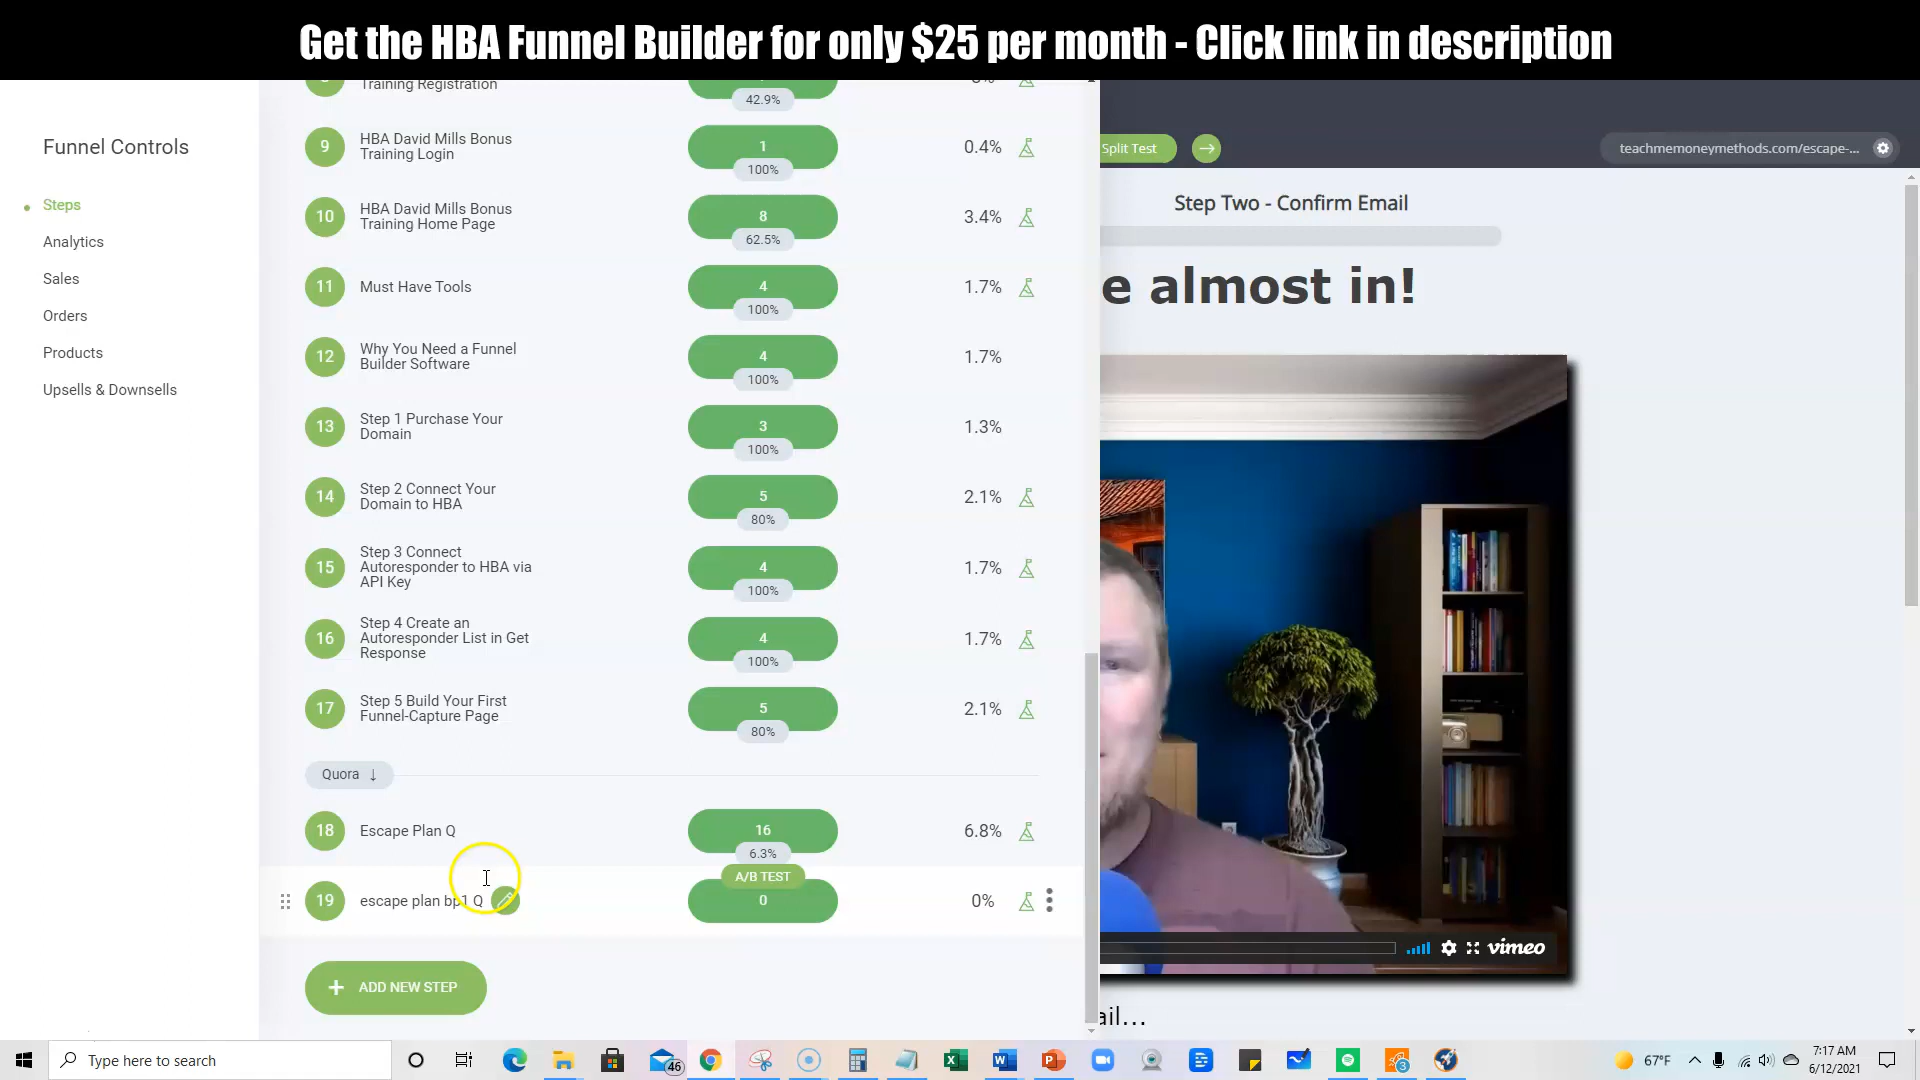 Get the HBA Funnel Builder for only $25 per month - Click link in description
Funnel Controls
Steps
Analytics
Sales
Orders
Products
Upsells & Downsells
Training Registration
42.9%
9
HBA David Mills Bonus
Training Login
1
100%
0.4%
10
HBA David Mills Bonus
Training Home Page
8
62.5%
3.4%
11
Must Have Tools
4
100%
1.7%
12
Why You Need a Funnel
Builder Software
4
100%
1.7%
13
Step 1 Purchase Your
Domain
3
100%
1.3%
14
Step 2 Connect Your
Domain to HBA
5
80%
2.1%
15
Step 3 Connect
Autoresponder to HBA via
API Key
4
100%
1.7%
16
Step 4 Create an
Autoresponder List in Get
Response
4
100%
1.7%
17
Step 5 Build Your First
Funnel-Capture Page
5
80%
2.1%
Quora ↓
18
Escape Plan Q
16
6.3%
6.8%
19
escape plan bp1 Q
A/B TEST
0
0%
+ ADD NEW STEP
Split Test
teachmemoneymethods.com/escape-...
Step Two - Confirm Email
e almost in!
vimeo
ail...
Type here to search
46
3
67°F
7:17 AM
6/12/2021